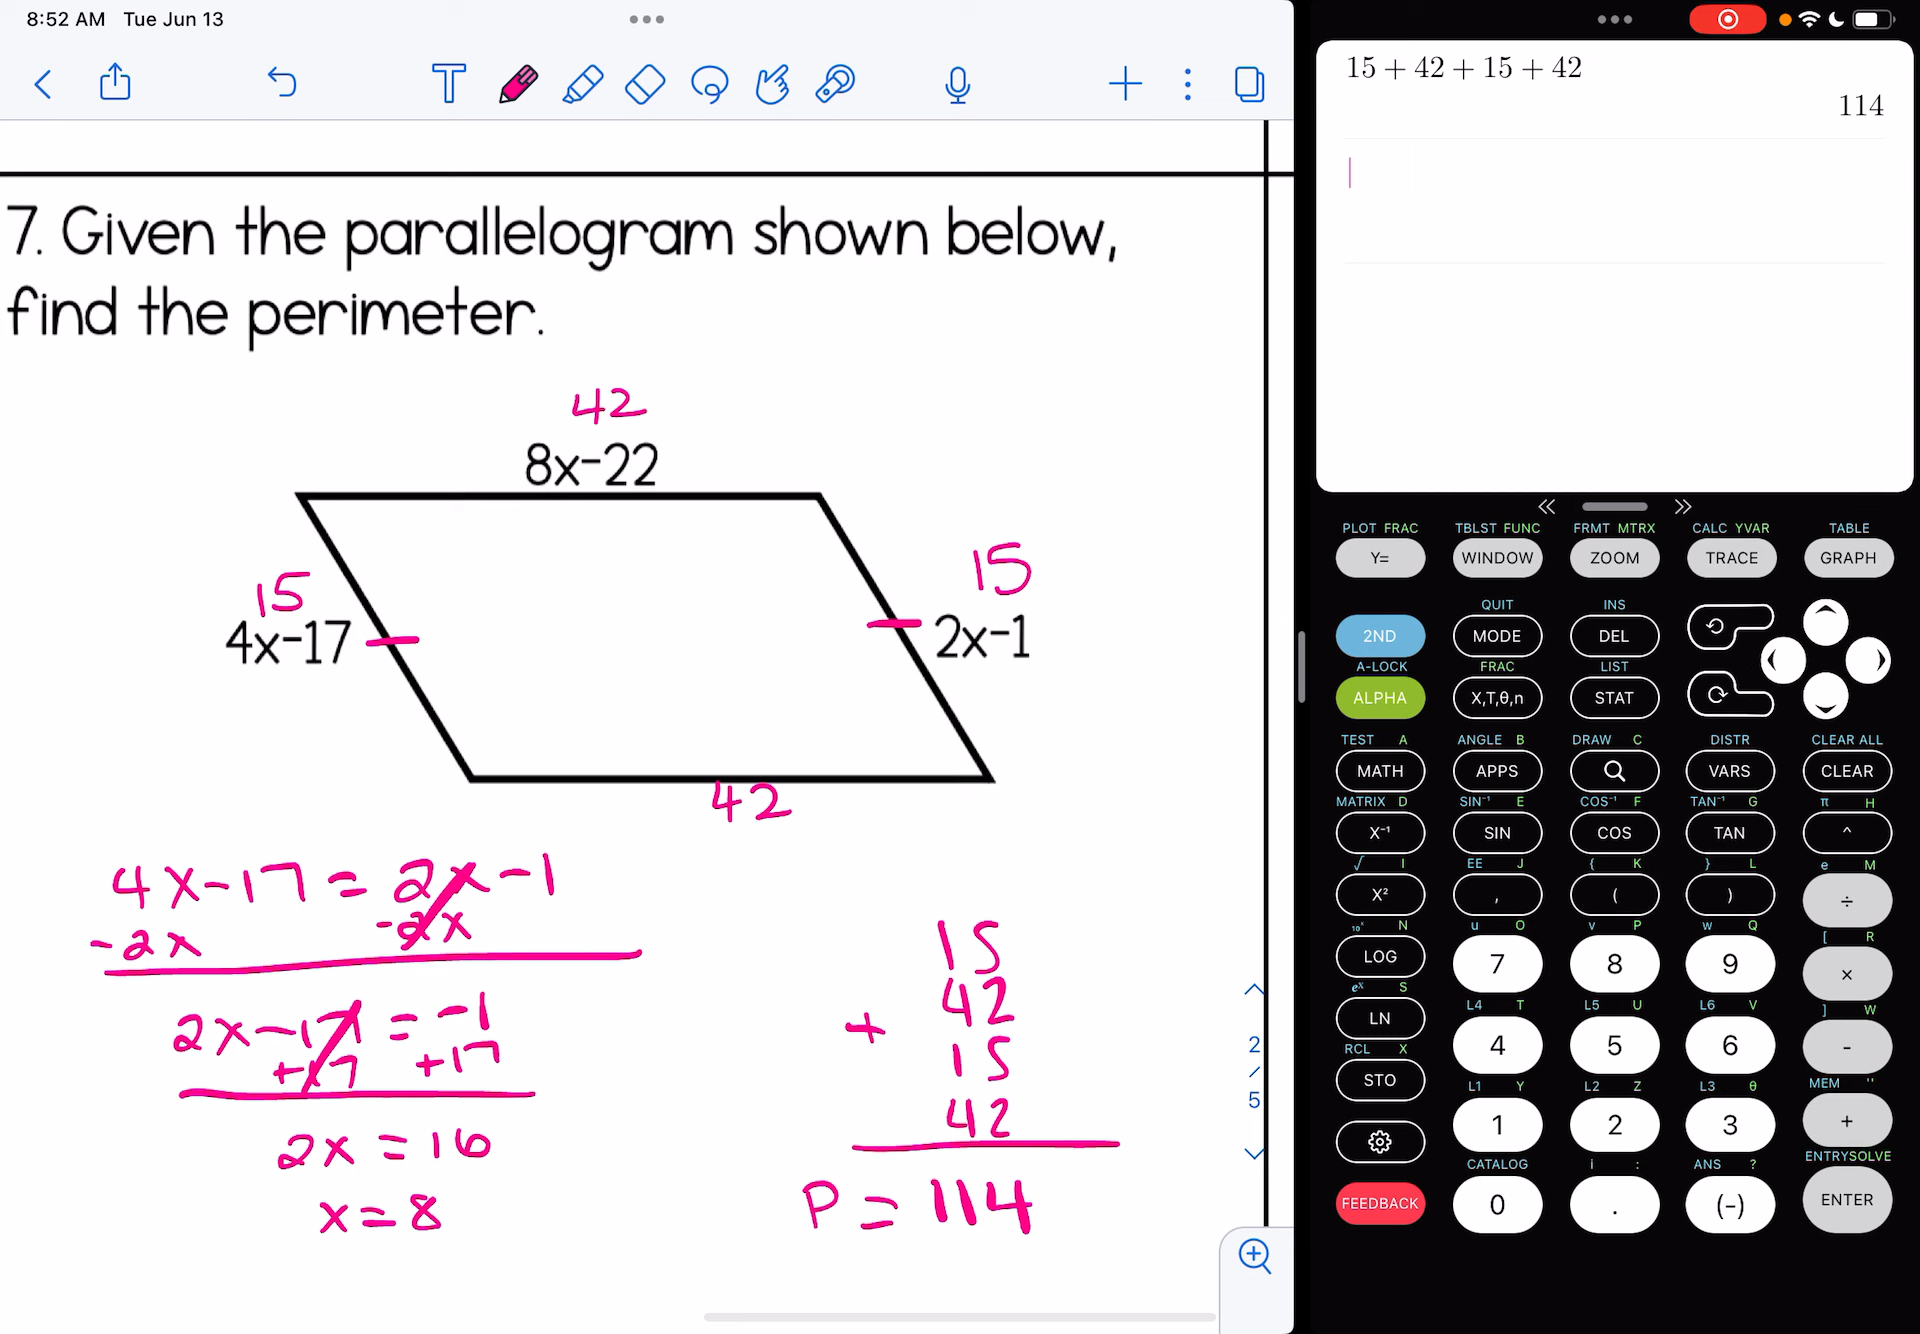 8:52 AM Tue Jun 13
T
7. Given the parallelogram shown below,
find the perimeter.
42
8x-22
15
4x-17
15
2x-1
42
4x-17=2x-1
-2x -2x
2x-17=-1
+17 +17
2x=16
x=8
15
42
+
15
42
P=114
2
/
5
15+42+15+42
114
PLOT FRAC TBLST FUNC FRMT MTRX CALC YVAR TABLE
Y= WINDOW ZOOM TRACE GRAPH
QUIT INS
2ND MODE DEL
A-LOCK FRAC LIST
ALPHA X,T,θ,n STAT
TEST A ANGLE B DRAW C DISTR CLEAR ALL
MATH APPS VARS CLEAR
MATRIX D SIN⁻¹ E COS⁻¹ F TAN⁻¹ G π H
X⁻¹ SIN COS TAN ^
√ I EE J { K } L e M
X² , ( ) ÷
10ˣ N u O v P w Q [ R
LOG 7 8 9 ×
eˣ S L4 T L5 U L6 V ] W
LN 4 5 6 -
RCL X L1 Y L2 Z L3 θ MEM "
STO 1 2 3 +
CATALOG i : ANS ? ENTRY SOLVE
FEEDBACK 0 . (-) ENTER